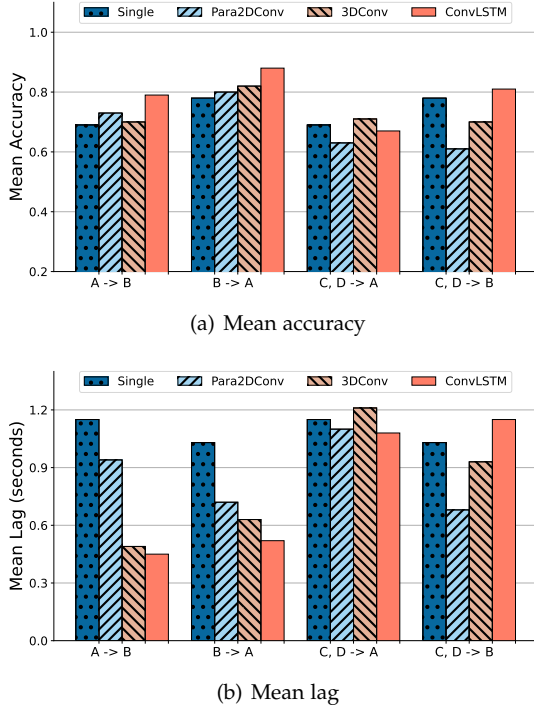 Single Para2DConv 3DConv ConvLSTM
1.0
0.8
0.6
0.4
0.2
Mean Accuracy
A -> B B -> A C, D -> A C, D -> B
(a) Mean accuracy
Single Para2DConv 3DConv ConvLSTM
1.2
0.9
0.6
0.3
0.0
Mean Lag (seconds)
A -> B B -> A C, D -> A C, D -> B
(b) Mean lag